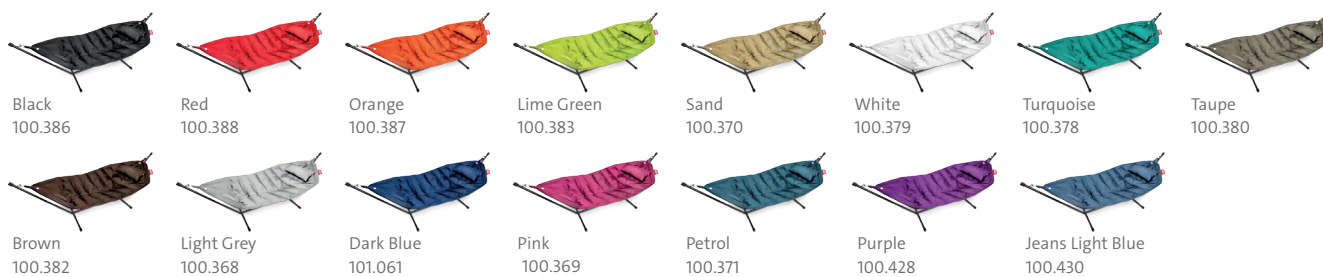 Black
100.386
Red
100.388
Orange
100.387
Lime Green
100.383
Sand
100.370
White
100.379
Turquoise
100.378
Taupe
100.380
Brown
100.382
Light Grey
100.368
Dark Blue
101.061
Pink
100.369
Petrol
100.371
Purple
100.428
Jeans Light Blue
100.430